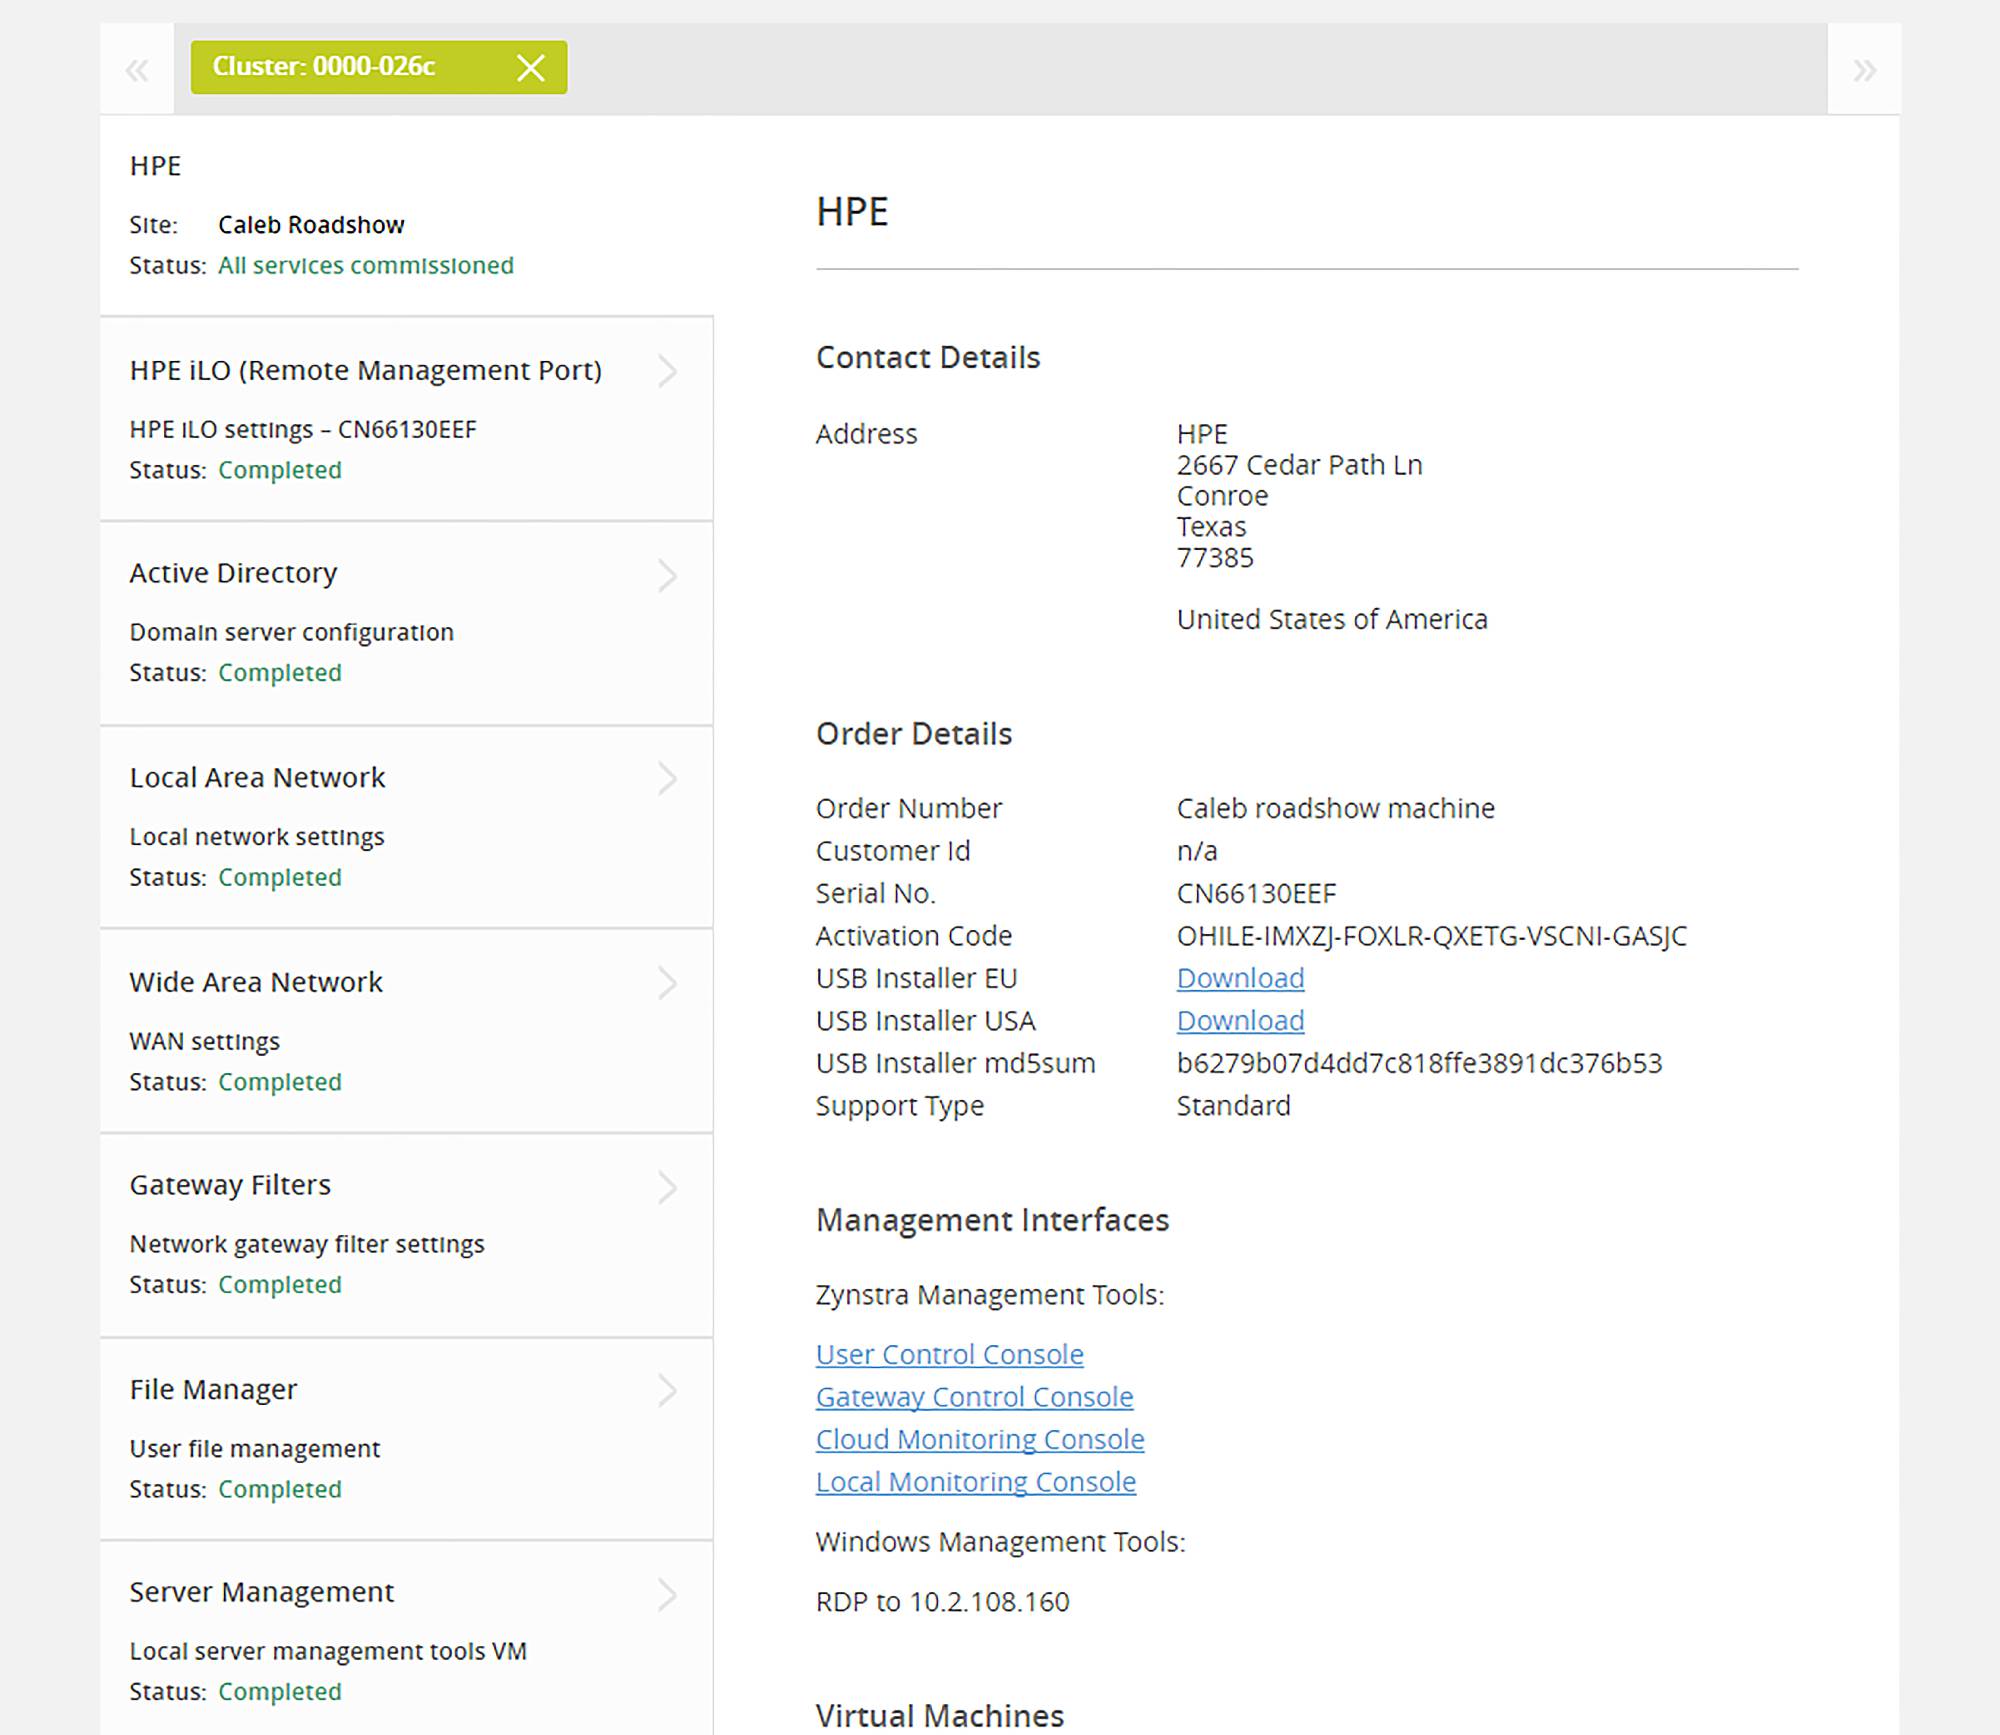 Cluster: 0000-026c
HPE
Site: Caleb Roadshow
Status: All services commissioned
HPE iLO (Remote Management Port)
HPE iLO settings – CN66130EEF
Status: Completed
Active Directory
Domain server configuration
Status: Completed
Local Area Network
Local network settings
Status: Completed
Wide Area Network
WAN settings
Status: Completed
Gateway Filters
Network gateway filter settings
Status: Completed
File Manager
User file management
Status: Completed
Server Management
Local server management tools VM
Status: Completed
HPE
Contact Details
Address HPE
2667 Cedar Path Ln
Conroe
Texas
77385
United States of America
Order Details
Order Number Caleb roadshow machine
Customer Id n/a
Serial No. CN66130EEF
Activation Code OHILE-IMXZJ-FOXLR-QXETG-VSCNI-GASJC
USB Installer EU Download
USB Installer USA Download
USB Installer md5sum b6279b07d4dd7c818ffe3891dc376b53
Support Type Standard
Management Interfaces
Zynstra Management Tools:
User Control Console
Gateway Control Console
Cloud Monitoring Console
Local Monitoring Console
Windows Management Tools:
RDP to 10.2.108.160
Virtual Machines